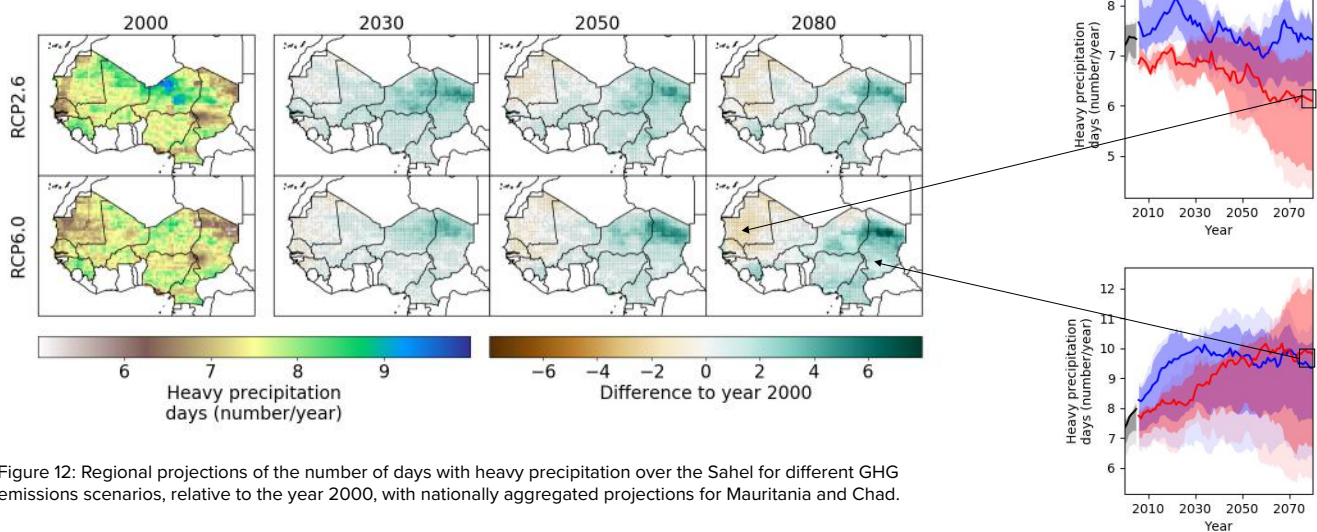 2000 2030 2050 2080
RCP2.6
RCP6.0
6 7 8 9
Heavy precipitation
days (number/year)
−6 −4 −2 0 2 4 6
Difference to year 2000
Figure 12: Regional projections of the number of days with heavy precipitation over the Sahel for different GHG
emissions scenarios, relative to the year 2000, with nationally aggregated projections for Mauritania and Chad.
Heavy precipitation
days (number/year)
8
7
6
5
2010 2030 2050 2070
Year
Heavy precipitation
days (number/year)
12
11
10
9
8
7
6
2010 2030 2050 2070
Year